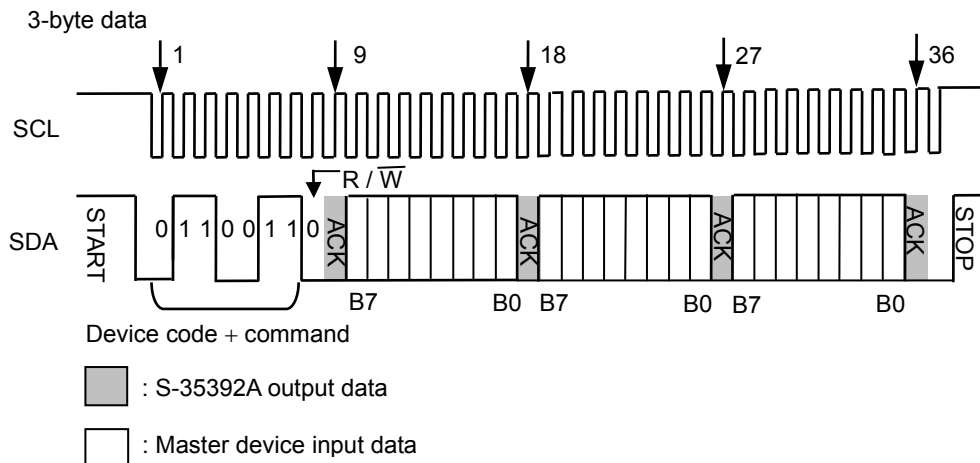 3-byte data
1 9 18 27 36
SCL
R / W̅
SDA START 0 1 1 0 0 1 1 0 ACK ACK ACK ACK STOP
B7 B0 B7 B0 B7 B0
Device code + command
: S-35392A output data
: Master device input data